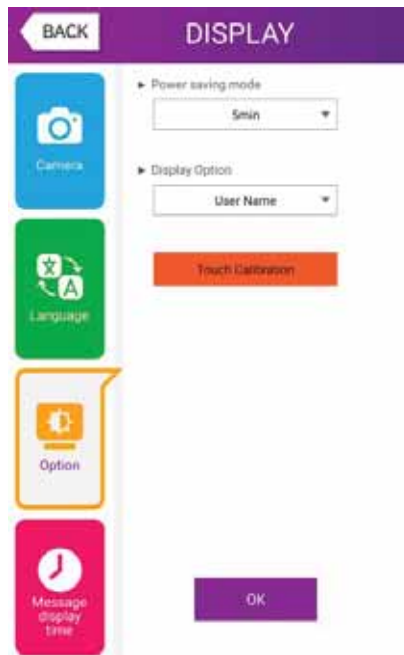 BACK
DISPLAY
Camera
Language
Option
Message
display
time
► Power saving mode
5min
► Display Option
User Name
Touch Calibration
OK